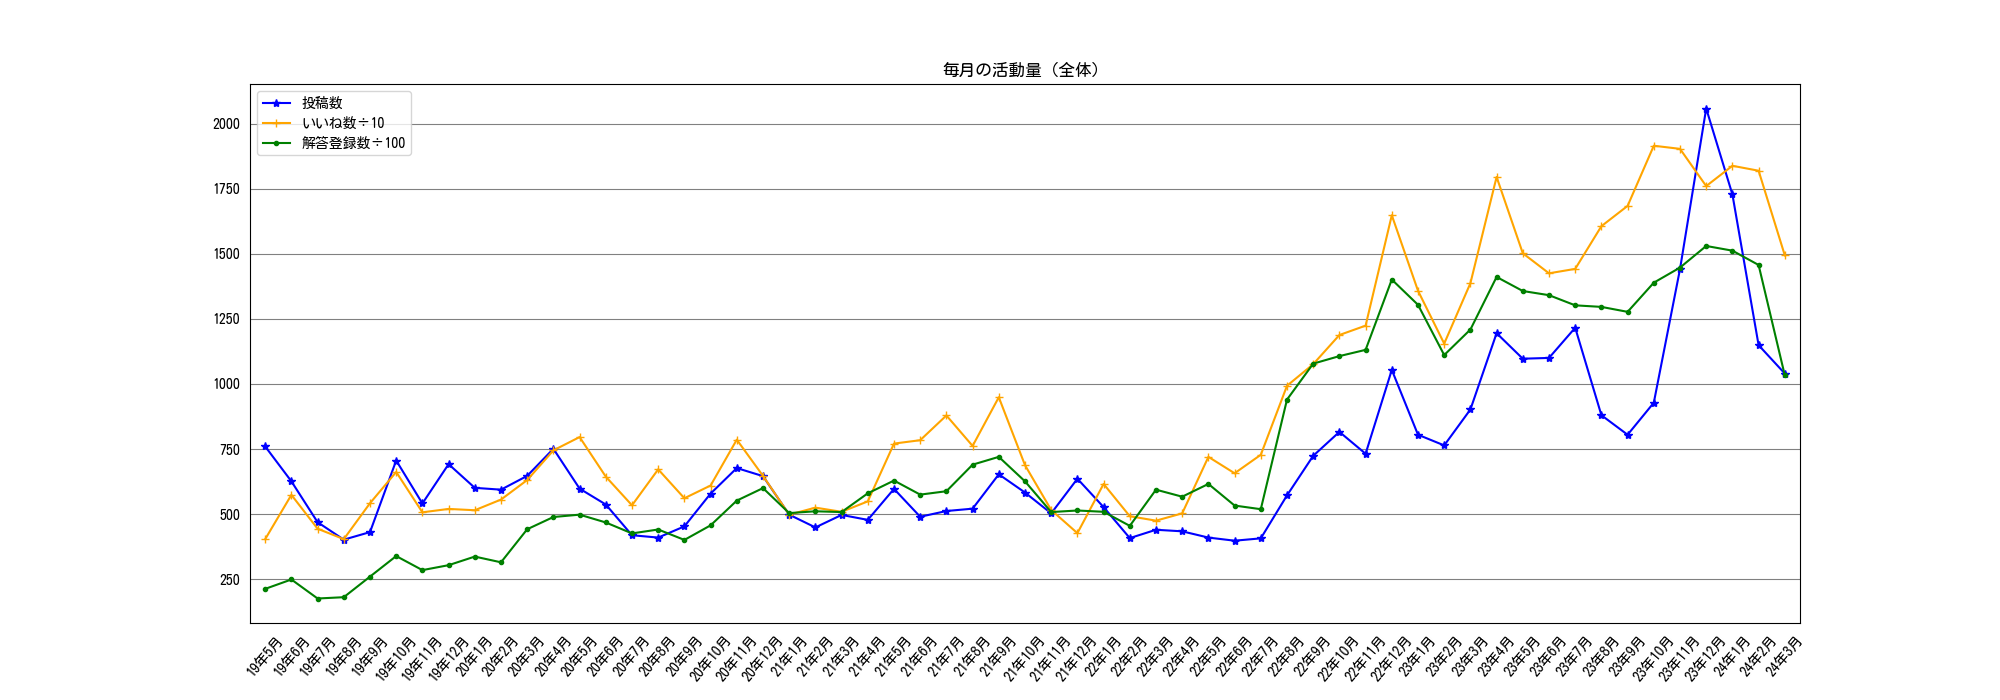 毎月の活動量（全体）
投稿数
いいね数÷10
解答登録数÷100
2000
1750
1500
1250
1000
750
500
250
19年5月
19年6月
19年7月
19年8月
19年9月
19年10月
19年11月
19年12月
20年1月
20年2月
20年3月
20年4月
20年5月
20年6月
20年7月
20年8月
20年9月
20年10月
20年11月
20年12月
21年1月
21年2月
21年3月
21年4月
21年5月
21年6月
21年7月
21年8月
21年9月
21年10月
21年11月
21年12月
22年1月
22年2月
22年3月
22年4月
22年5月
22年6月
22年7月
22年8月
22年9月
22年10月
22年11月
22年12月
23年1月
23年2月
23年3月
23年4月
23年5月
23年6月
23年7月
23年8月
23年9月
23年10月
23年11月
23年12月
24年1月
24年2月
24年3月